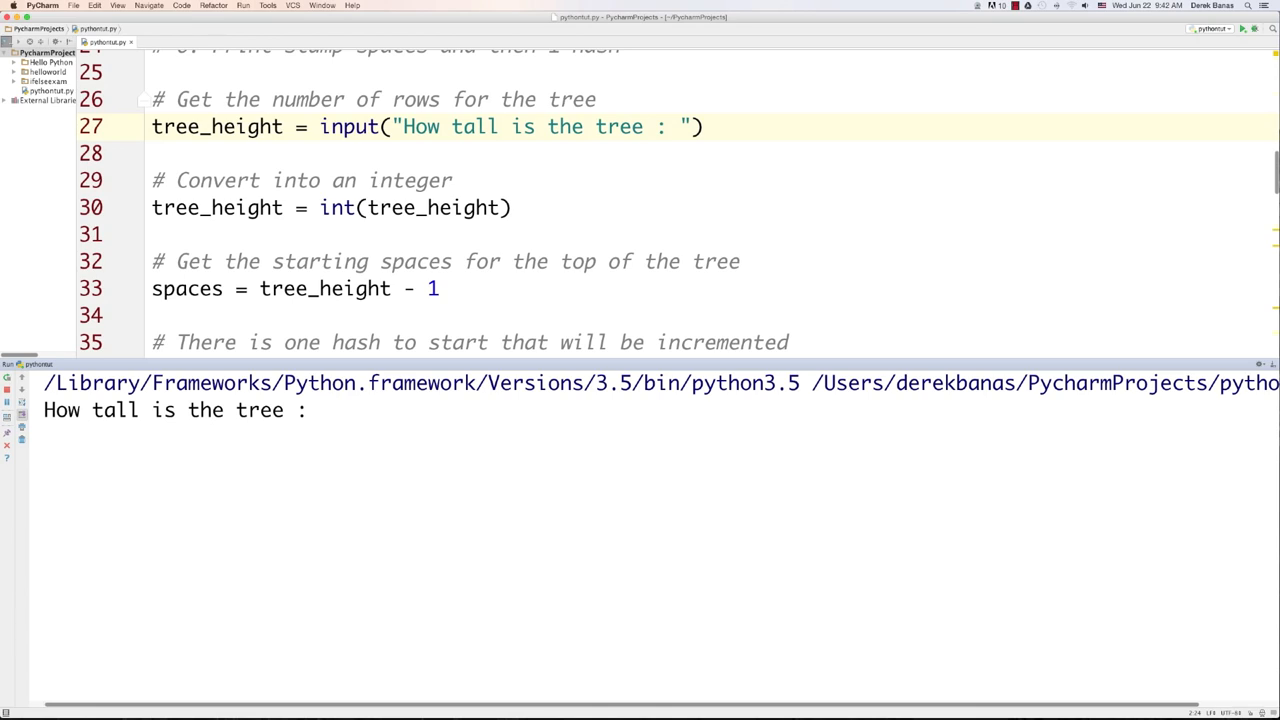 PyCharm File Edit View Navigate Code Refactor Run Tools VCS Window Help 10 Wed Jun 22 9:42 AM Derek Banas
pythontut.py - PycharmProjects - [~/PycharmProjects]
PycharmProjects pythontut.py pythontut
pythontut.py
PycharmProject
Hello Python
helloworld
ifelseexam
pythontut.py
External Librarie
25
26 # Get the number of rows for the tree
27 tree_height = input("How tall is the tree : ")
28
29 # Convert into an integer
30 tree_height = int(tree_height)
31
32 # Get the starting spaces for the top of the tree
33 spaces = tree_height - 1
34
35 # There is one hash to start that will be incremented
Run pythontut
/Library/Frameworks/Python.framework/Versions/3.5/bin/python3.5 /Users/derekbanas/PycharmProjects/pytho
How tall is the tree :
2:24 LF UTF-8